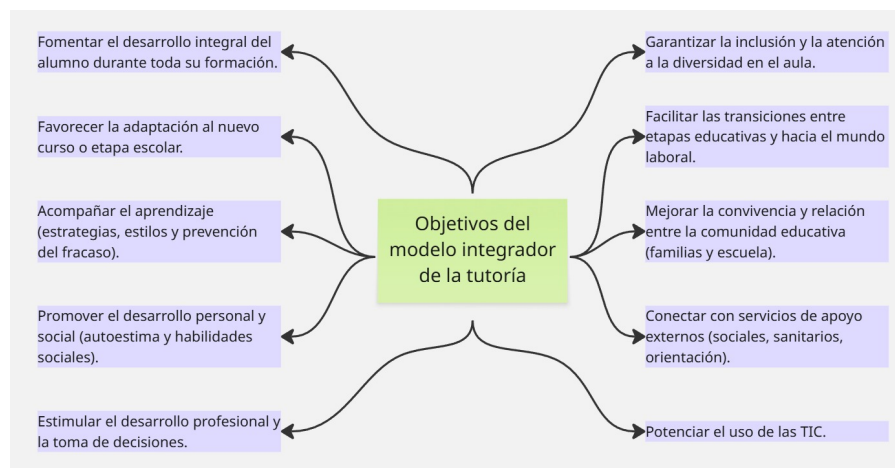 Fomentar el desarrollo integral del
alumno durante toda su formación.
Favorecer la adaptación al nuevo
curso o etapa escolar.
Acompañar el aprendizaje
(estrategias, estilos y prevención
del fracaso).
Promover el desarrollo personal y
social (autoestima y habilidades
sociales).
Estimular el desarrollo profesional y
la toma de decisiones.
Objetivos del
modelo integrador
de la tutoría
Garantizar la inclusión y la atención
a la diversidad en el aula.
Facilitar las transiciones entre
etapas educativas y hacia el mundo
laboral.
Mejorar la convivencia y relación
entre la comunidad educativa
(familias y escuela).
Conectar con servicios de apoyo
externos (sociales, sanitarios,
orientación).
Potenciar el uso de las TIC.